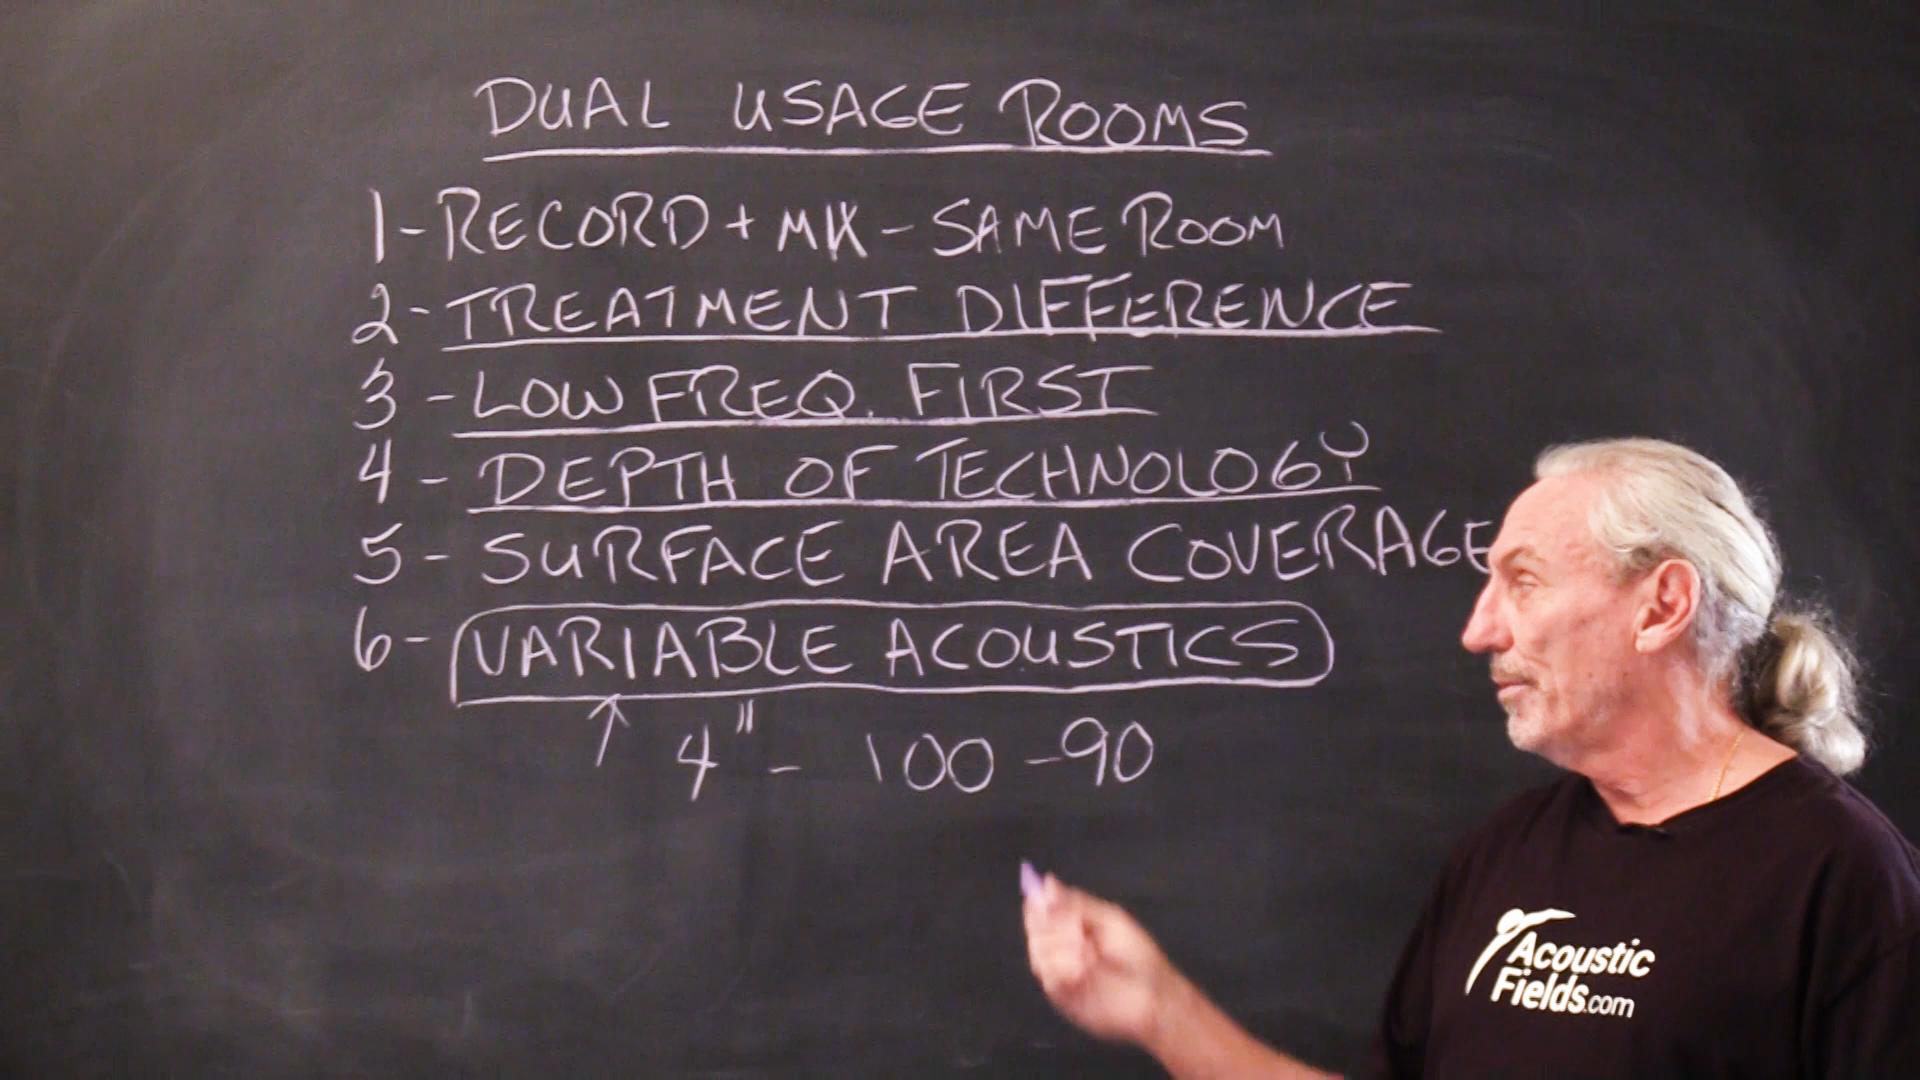 DUAL USAGE ROOMS
1-RECORD + MIX - SAME ROOM
2-TREATMENT DIFFERENCE
3-LOW FREQ. FIRST
4-DEPTH OF TECHNOLOGY
5-SURFACE AREA COVERAGE
6-VARIABLE ACOUSTICS
↑ 4" - 100 - 90
Acoustic
Fields.com